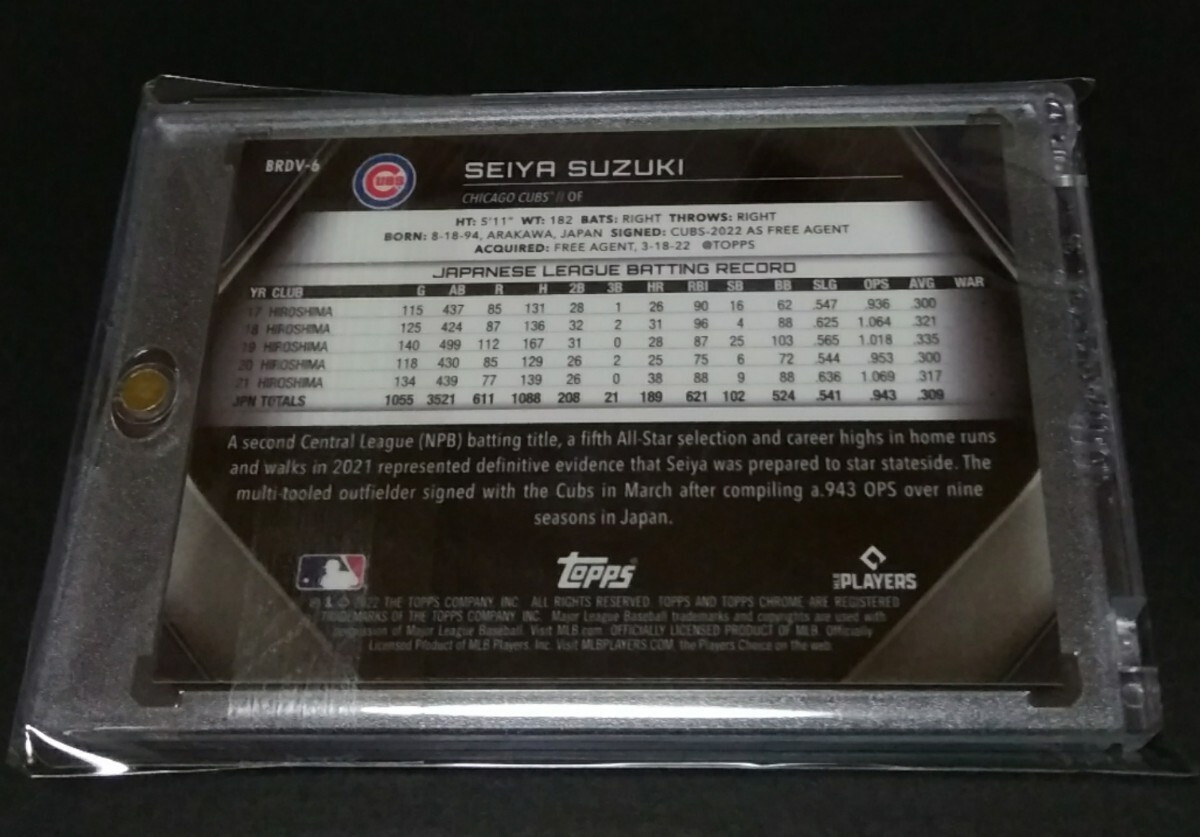 BRDV-6
CUBS
SEIYA SUZUKI
CHICAGO CUBS® // OF
HT: 5'11" WT: 182 BATS: RIGHT THROWS: RIGHT
BORN: 8-18-94, ARAKAWA, JAPAN SIGNED: CUBS-2022 AS FREE AGENT
ACQUIRED: FREE AGENT, 3-18-22 @TOPPS
JAPANESE LEAGUE BATTING RECORD
YR CLUB G AB R H 2B 3B HR RBI SB BB SLG OPS AVG WAR
17 HIROSHIMA 115 437 85 131 28 1 26 90 16 62 .547 .936 .300
18 HIROSHIMA 125 424 87 136 32 2 31 96 4 88 .625 1.064 .321
19 HIROSHIMA 140 499 112 167 31 0 28 87 25 103 .565 1.018 .335
20 HIROSHIMA 118 430 85 129 26 2 25 75 6 72 .544 .953 .300
21 HIROSHIMA 134 439 77 139 26 0 38 88 9 88 .636 1.069 .317
JPN TOTALS 1055 3521 611 1088 208 21 189 621 102 524 .541 .943 .309
A second Central League (NPB) batting title, a fifth All-Star selection and career highs in home runs
and walks in 2021 represented definitive evidence that Seiya was prepared to star stateside. The
multi-tooled outfielder signed with the Cubs in March after compiling a .943 OPS over nine
seasons in Japan.
topps®
MLB PLAYERS
® & © 2022 THE TOPPS COMPANY, INC. ALL RIGHTS RESERVED. TOPPS AND TOPPS CHROME ARE REGISTERED
TRADEMARKS OF THE TOPPS COMPANY, INC. Major League Baseball trademarks and copyrights are used with
permission of Major League Baseball. Visit MLB.com. OFFICIALLY LICENSED PRODUCT OF MLB. Officially
Licensed Product of MLB Players, Inc. Visit MLBPLAYERS.COM, the Players Choice on the web.